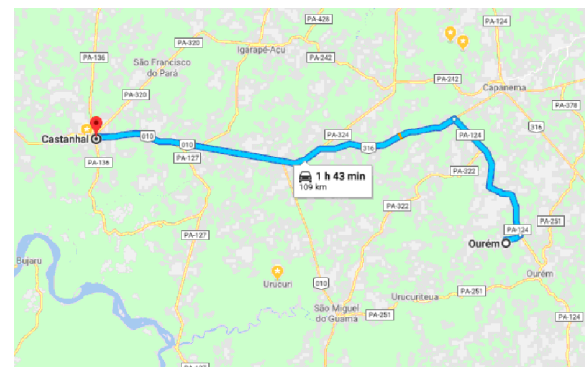 PA-428
PA-124
PA-320
Igarapé-Açu
PA-136
PA-242
São Francisco
do Pará
PA-242
Capanema
PA-320
PA-378
Castanhal
010
010
PA-324
316
PA-124
316
PA-127
PA-136
1 h 43 min
109 km
PA-322
PA-322
PA-251
PA-124
PA-127
Ourém
Bujaru
Ourém
Urucuri
010
Urucuriteua
PA-251
São Miguel
do Guamá
PA-251
PA-124
PA-127